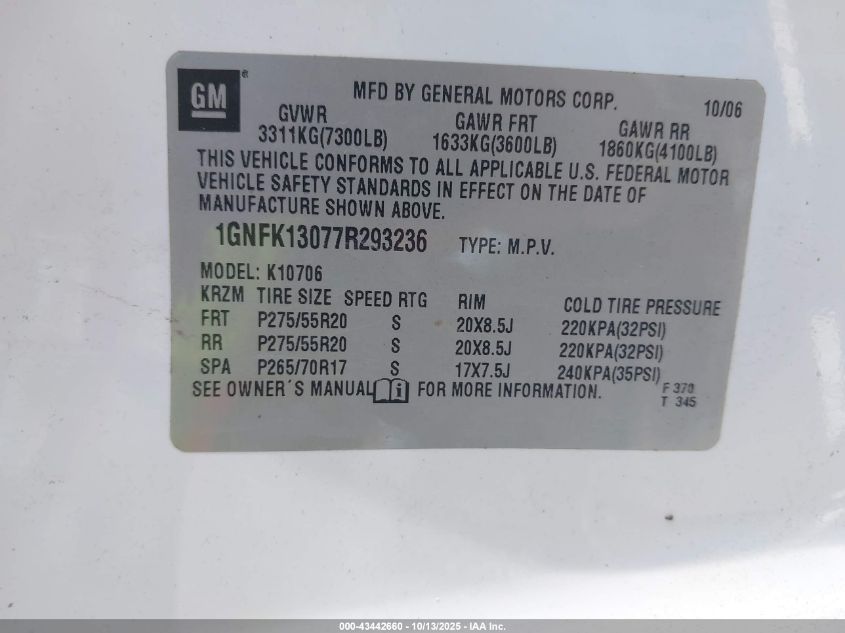 GM®
MFD BY GENERAL MOTORS CORP. 10/06
GVWR GAWR FRT GAWR RR
3311KG(7300LB) 1633KG(3600LB) 1860KG(4100LB)
THIS VEHICLE CONFORMS TO ALL APPLICABLE U.S. FEDERAL MOTOR
VEHICLE SAFETY STANDARDS IN EFFECT ON THE DATE OF
MANUFACTURE SHOWN ABOVE.
1GNFK13077R293236 TYPE: M.P.V.
MODEL: K10706
KRZM TIRE SIZE SPEED RTG RIM COLD TIRE PRESSURE
FRT P275/55R20 S 20X8.5J 220KPA(32PSI)
RR P275/55R20 S 20X8.5J 220KPA(32PSI)
SPA P265/70R17 S 17X7.5J 240KPA(35PSI)
SEE OWNER´S MANUAL i FOR MORE INFORMATION. F 370
T 345
000-43442660 - 10/13/2025 - IAA Inc.